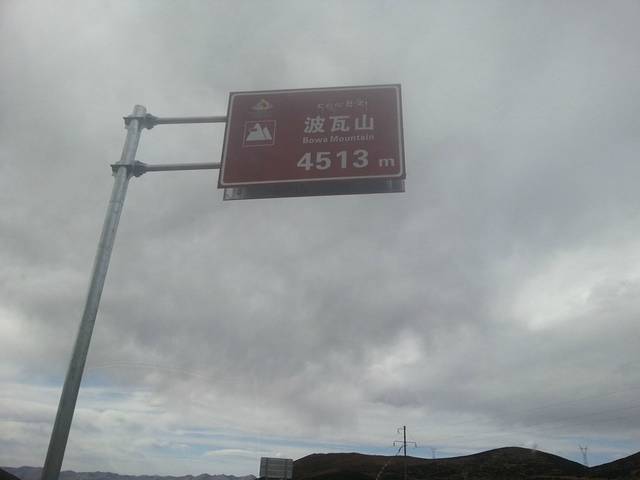 波瓦山
Bowa Mountain
4513 m